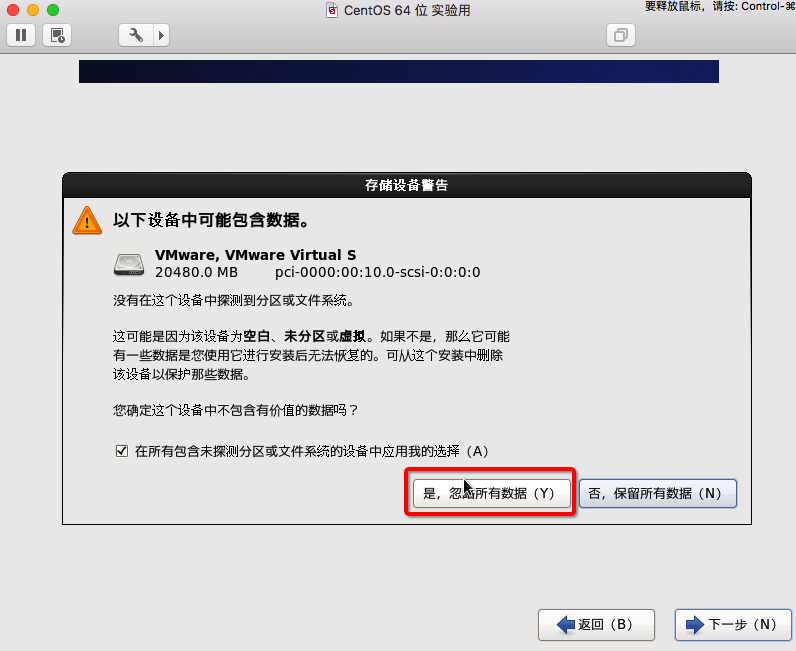 要释放鼠标，请按: Control-⌘
CentOS 64 位 实验用
存储设备警告
以下设备中可能包含数据。
VMware, VMware Virtual S
20480.0 MB pci-0000:00:10.0-scsi-0:0:0:0
没有在这个设备中探测到分区或文件系统。
这可能是因为该设备为空白、未分区或虚拟。如果不是，那么它可能
有一些数据是您使用它进行安装后无法恢复的。可从这个安装中删除
该设备以保护那些数据。
您确定这个设备中不包含有价值的数据吗？
在所有包含未探测分区或文件系统的设备中应用我的选择（A）
是，忽略所有数据（Y）
否，保留所有数据（N）
返回（B）
下一步（N）